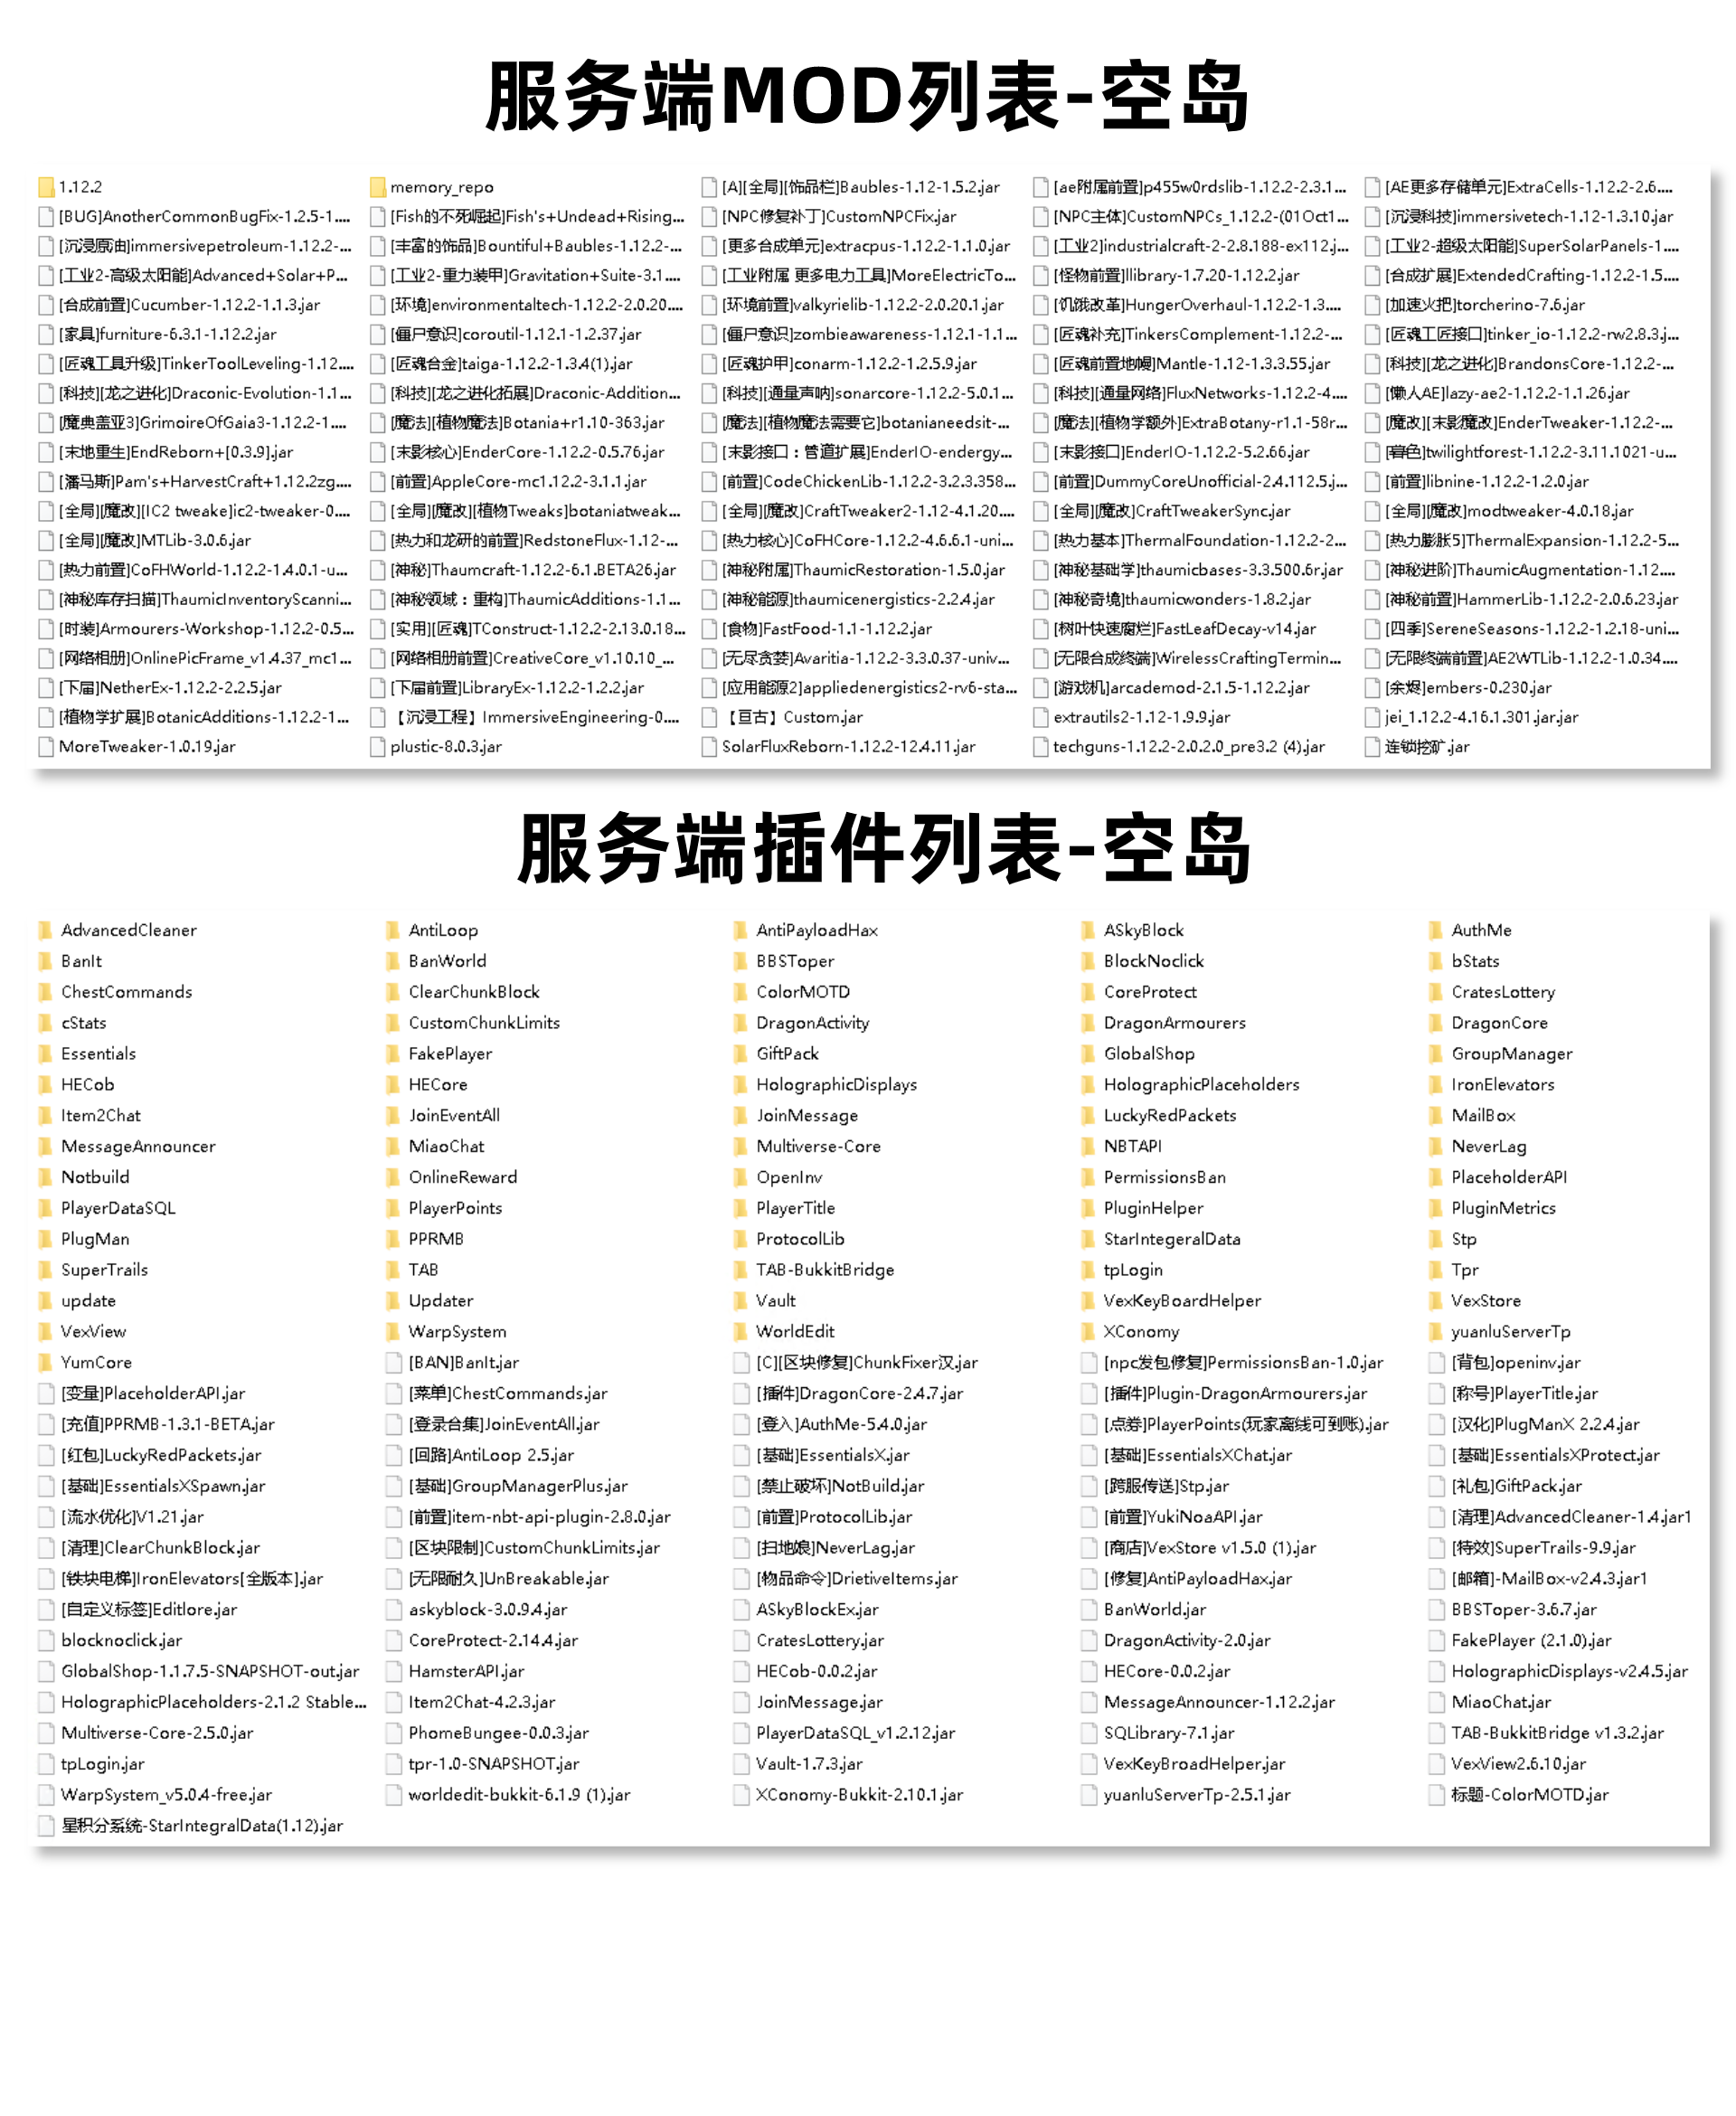 服务端MOD列表-空岛
1.12.2 memory_repo [A][全局][饰品栏]Baubles-1.12-1.5.2.jar [ae附属前置]p455w0rdslib-1.12.2-2.3.1... [AE更多存储单元]ExtraCells-1.12.2-2.6....
[BUG]AnotherCommonBugFix-1.2.5-1.... [Fish的不死崛起]Fish's+Undead+Rising... [NPC修复补丁]CustomNPCFix.jar [NPC主体]CustomNPCs_1.12.2-(01Oct1... [沉浸科技]immersivetech-1.12-1.3.10.jar
[沉浸原油]immersivepetroleum-1.12.2-... [丰富的饰品]Bountiful+Baubles-1.12.2-... [更多合成单元]extracpus-1.12.2-1.1.0.jar [工业2]industrialcraft-2-2.8.188-ex112.j... [工业2-超级太阳能]SuperSolarPanels-1....
[工业2-高级太阳能]Advanced+Solar+P... [工业2-重力装甲]Gravitation+Suite-3.1.... [工业附属 更多电力工具]MoreElectricTo... [怪物前置]llibrary-1.7.20-1.12.2.jar [合成扩展]ExtendedCrafting-1.12.2-1.5....
[合成前置]Cucumber-1.12.2-1.1.3.jar [环境]environmentaltech-1.12.2-2.0.20.... [环境前置]valkyrielib-1.12.2-2.0.20.1.jar [饥饿改革]HungerOverhaul-1.12.2-1.3.... [加速火把]torcherino-7.6.jar
[家具]furniture-6.3.1-1.12.2.jar [僵尸意识]coroutil-1.12.1-1.2.37.jar [僵尸意识]zombieawareness-1.12.1-1.1... [匠魂补充]TinkersComplement-1.12.2-... [匠魂工匠接口]tinker_io-1.12.2-rw2.8.3.j...
[匠魂工具升级]TinkerToolLeveling-1.12.... [匠魂合金]taiga-1.12.2-1.3.4(1).jar [匠魂护甲]conarm-1.12.2-1.2.5.9.jar [匠魂前置地幔]Mantle-1.12-1.3.3.55.jar [科技][龙之进化]BrandonsCore-1.12.2-...
[科技][龙之进化]Draconic-Evolution-1.1... [科技][龙之进化拓展]Draconic-Addition... [科技][通量声呐]sonarcore-1.12.2-5.0.1... [科技][通量网络]FluxNetworks-1.12.2-4.... [懒人AE]lazy-ae2-1.12.2-1.1.26.jar
[魔典盖亚3]GrimoireOfGaia3-1.12.2-1.... [魔法][植物魔法]Botania+r1.10-363.jar [魔法][植物魔法需要它]botanianeedsit-... [魔法][植物学额外]ExtraBotany-r1.1-58r... [魔改][末影魔改]EnderTweaker-1.12.2-...
[末地重生]EndReborn+[0.3.9].jar [末影核心]EnderCore-1.12.2-0.5.76.jar [末影接口：管道扩展]EnderIO-endergy... [末影接口]EnderIO-1.12.2-5.2.66.jar [暮色]twilightforest-1.12.2-3.11.1021-u...
[潘马斯]Pam's+HarvestCraft+1.12.2zg.... [前置]AppleCore-mc1.12.2-3.1.1.jar [前置]CodeChickenLib-1.12.2-3.2.3.358... [前置]DummyCoreUnofficial-2.4.112.5.j... [前置]libnine-1.12.2-1.2.0.jar
[全局][魔改][IC2 tweake]ic2-tweaker-0.... [全局][魔改][植物Tweaks]botaniatweak... [全局][魔改]CraftTweaker2-1.12-4.1.20.... [全局][魔改]CraftTweakerSync.jar [全局][魔改]modtweaker-4.0.18.jar
[全局][魔改]MTLib-3.0.6.jar [热力和龙研的前置]RedstoneFlux-1.12-... [热力核心]CoFHCore-1.12.2-4.6.6.1-uni... [热力基本]ThermalFoundation-1.12.2-2... [热力膨胀5]ThermalExpansion-1.12.2-5...
[热力前置]CoFHWorld-1.12.2-1.4.0.1-u... [神秘]Thaumcraft-1.12.2-6.1.BETA26.jar [神秘附属]ThaumicRestoration-1.5.0.jar [神秘基础学]thaumicbases-3.3.500.6r.jar [神秘进阶]ThaumicAugmentation-1.12....
[神秘库存扫描]ThaumicInventoryScanni... [神秘领域：重构]ThaumicAdditions-1.1... [神秘能源]thaumicenergistics-2.2.4.jar [神秘奇境]thaumicwonders-1.8.2.jar [神秘前置]HammerLib-1.12.2-2.0.6.23.jar
[时装]Armourers-Workshop-1.12.2-0.5... [实用][匠魂]TConstruct-1.12.2-2.13.0.18... [食物]FastFood-1.1-1.12.2.jar [树叶快速腐烂]FastLeafDecay-v14.jar [四季]SereneSeasons-1.12.2-1.2.18-uni...
[网络相册]OnlinePicFrame_v1.4.37_mc1... [网络相册前置]CreativeCore_v1.10.10_... [无尽贪婪]Avaritia-1.12.2-3.3.0.37-univ... [无限合成终端]WirelessCraftingTermin... [无限终端前置]AE2WTLib-1.12.2-1.0.34....
[下届]NetherEx-1.12.2-2.2.5.jar [下届前置]LibraryEx-1.12.2-1.2.2.jar [应用能源2]appliedenergistics2-rv6-sta... [游戏机]arcademod-2.1.5-1.12.2.jar [余烬]embers-0.230.jar
[植物学扩展]BotanicAdditions-1.12.2-1... 【沉浸工程】ImmersiveEngineering-0.... 【亘古】Custom.jar extrautils2-1.12-1.9.9.jar jei_1.12.2-4.16.1.301.jar.jar
MoreTweaker-1.0.19.jar plustic-8.0.3.jar SolarFluxReborn-1.12.2-12.4.11.jar techguns-1.12.2-2.0.2.0_pre3.2 (4).jar 连锁挖矿.jar
服务端插件列表-空岛
AdvancedCleaner AntiLoop AntiPayloadHax ASkyBlock AuthMe
BanIt BanWorld BBSToper BlockNoclick bStats
ChestCommands ClearChunkBlock ColorMOTD CoreProtect CratesLottery
cStats CustomChunkLimits DragonActivity DragonArmourers DragonCore
Essentials FakePlayer GiftPack GlobalShop GroupManager
HECob HECore HolographicDisplays HolographicPlaceholders IronElevators
Item2Chat JoinEventAll JoinMessage LuckyRedPackets MailBox
MessageAnnouncer MiaoChat Multiverse-Core NBTAPI NeverLag
Notbuild OnlineReward OpenInv PermissionsBan PlaceholderAPI
PlayerDataSQL PlayerPoints PlayerTitle PluginHelper PluginMetrics
PlugMan PPRMB ProtocolLib StarIntegeralData Stp
SuperTrails TAB TAB-BukkitBridge tpLogin Tpr
update Updater Vault VexKeyBoardHelper VexStore
VexView WarpSystem WorldEdit XConomy yuanluServerTp
YumCore [BAN]BanIt.jar [C][区块修复]ChunkFixer汉.jar [npc发包修复]PermissionsBan-1.0.jar [背包]openinv.jar
[变量]PlaceholderAPI.jar [菜单]ChestCommands.jar [插件]DragonCore-2.4.7.jar [插件]Plugin-DragonArmourers.jar [称号]PlayerTitle.jar
[充值]PPRMB-1.3.1-BETA.jar [登录合集]JoinEventAll.jar [登入]AuthMe-5.4.0.jar [点劵]PlayerPoints(玩家离线可到账).jar [汉化]PlugManX 2.2.4.jar
[红包]LuckyRedPackets.jar [回路]AntiLoop 2.5.jar [基础]EssentialsX.jar [基础]EssentialsXChat.jar [基础]EssentialsXProtect.jar
[基础]EssentialsXSpawn.jar [基础]GroupManagerPlus.jar [禁止破坏]NotBuild.jar [跨服传送]Stp.jar [礼包]GiftPack.jar
[流水优化]V1.21.jar [前置]item-nbt-api-plugin-2.8.0.jar [前置]ProtocolLib.jar [前置]YukiNoaAPI.jar [清理]AdvancedCleaner-1.4.jar1
[清理]ClearChunkBlock.jar [区块限制]CustomChunkLimits.jar [扫地娘]NeverLag.jar [商店]VexStore v1.5.0 (1).jar [特效]SuperTrails-9.9.jar
[铁块电梯]IronElevators[全版本].jar [无限耐久]UnBreakable.jar [物品命令]DrietiveItems.jar [修复]AntiPayloadHax.jar [邮箱]-MailBox-v2.4.3.jar1
[自定义标签]Editlore.jar askyblock-3.0.9.4.jar ASkyBlockEx.jar BanWorld.jar BBSToper-3.6.7.jar
blocknoclick.jar CoreProtect-2.14.4.jar CratesLottery.jar DragonActivity-2.0.jar FakePlayer (2.1.0).jar
GlobalShop-1.1.7.5-SNAPSHOT-out.jar HamsterAPI.jar HECob-0.0.2.jar HECore-0.0.2.jar HolographicDisplays-v2.4.5.jar
HolographicPlaceholders-2.1.2 Stable... Item2Chat-4.2.3.jar JoinMessage.jar MessageAnnouncer-1.12.2.jar MiaoChat.jar
Multiverse-Core-2.5.0.jar PhomeBungee-0.0.3.jar PlayerDataSQL_v1.2.12.jar SQLibrary-7.1.jar TAB-BukkitBridge v1.3.2.jar
tpLogin.jar tpr-1.0-SNAPSHOT.jar Vault-1.7.3.jar VexKeyBroadHelper.jar VexView2.6.10.jar
WarpSystem_v5.0.4-free.jar worldedit-bukkit-6.1.9 (1).jar XConomy-Bukkit-2.10.1.jar yuanluServerTp-2.5.1.jar 标题-ColorMOTD.jar
星积分系统-StarIntegralData(1.12).jar